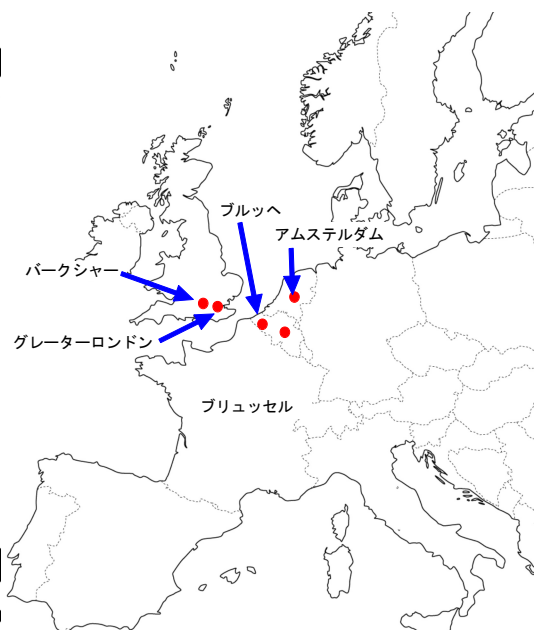 ブルッヘ
アムステルダム
バークシャー
グレーターロンドン
ブリュッセル